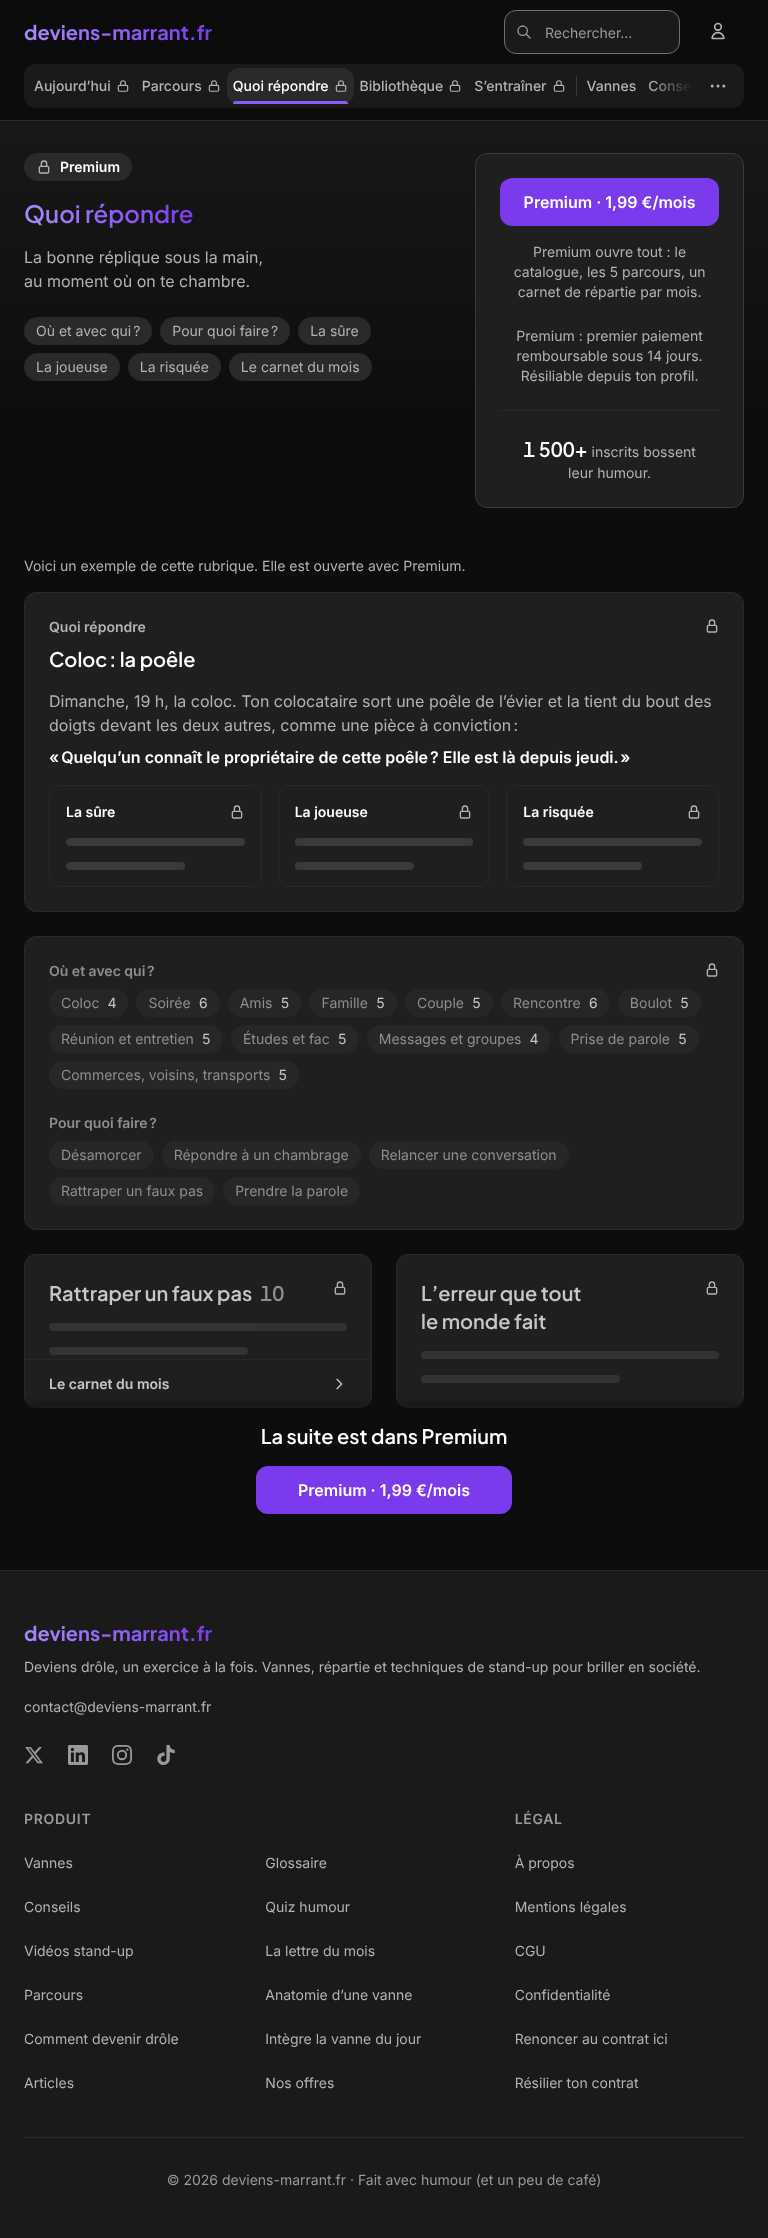 deviens-marrant.fr
Rechercher...
Aujourd’hui
Parcours
Quoi répondre
Bibliothèque
S’entraîner
Vannes
Conse
Premium
Quoi répondre
La bonne réplique sous la main,
au moment où on te chambre.
Où et avec qui ?
Pour quoi faire ?
La sûre
La joueuse
La risquée
Le carnet du mois
Premium · 1,99 €/mois
Premium ouvre tout : le
catalogue, les 5 parcours, un
carnet de répartie par mois.
Premium : premier paiement
remboursable sous 14 jours.
Résiliable depuis ton profil.
1 500+ inscrits bossent
leur humour.
Voici un exemple de cette rubrique. Elle est ouverte avec Premium.
Quoi répondre
Coloc : la poêle
Dimanche, 19 h, la coloc. Ton colocataire sort une poêle de l’évier et la tient du bout des
doigts devant les deux autres, comme une pièce à conviction :
« Quelqu’un connaît le propriétaire de cette poêle ? Elle est là depuis jeudi. »
La sûre
La joueuse
La risquée
Où et avec qui ?
Coloc 4
Soirée 6
Amis 5
Famille 5
Couple 5
Rencontre 6
Boulot 5
Réunion et entretien 5
Études et fac 5
Messages et groupes 4
Prise de parole 5
Commerces, voisins, transports 5
Pour quoi faire ?
Désamorcer
Répondre à un chambrage
Relancer une conversation
Rattraper un faux pas
Prendre la parole
Rattraper un faux pas 10
Le carnet du mois
L’erreur que tout
le monde fait
La suite est dans Premium
Premium · 1,99 €/mois
deviens-marrant.fr
Deviens drôle, un exercice à la fois. Vannes, répartie et techniques de stand-up pour briller en société.
contact@deviens-marrant.fr
PRODUIT
Vannes
Conseils
Vidéos stand-up
Parcours
Comment devenir drôle
Articles
Glossaire
Quiz humour
La lettre du mois
Anatomie d’une vanne
Intègre la vanne du jour
Nos offres
LÉGAL
À propos
Mentions légales
CGU
Confidentialité
Renoncer au contrat ici
Résilier ton contrat
© 2026 deviens-marrant.fr · Fait avec humour (et un peu de café)